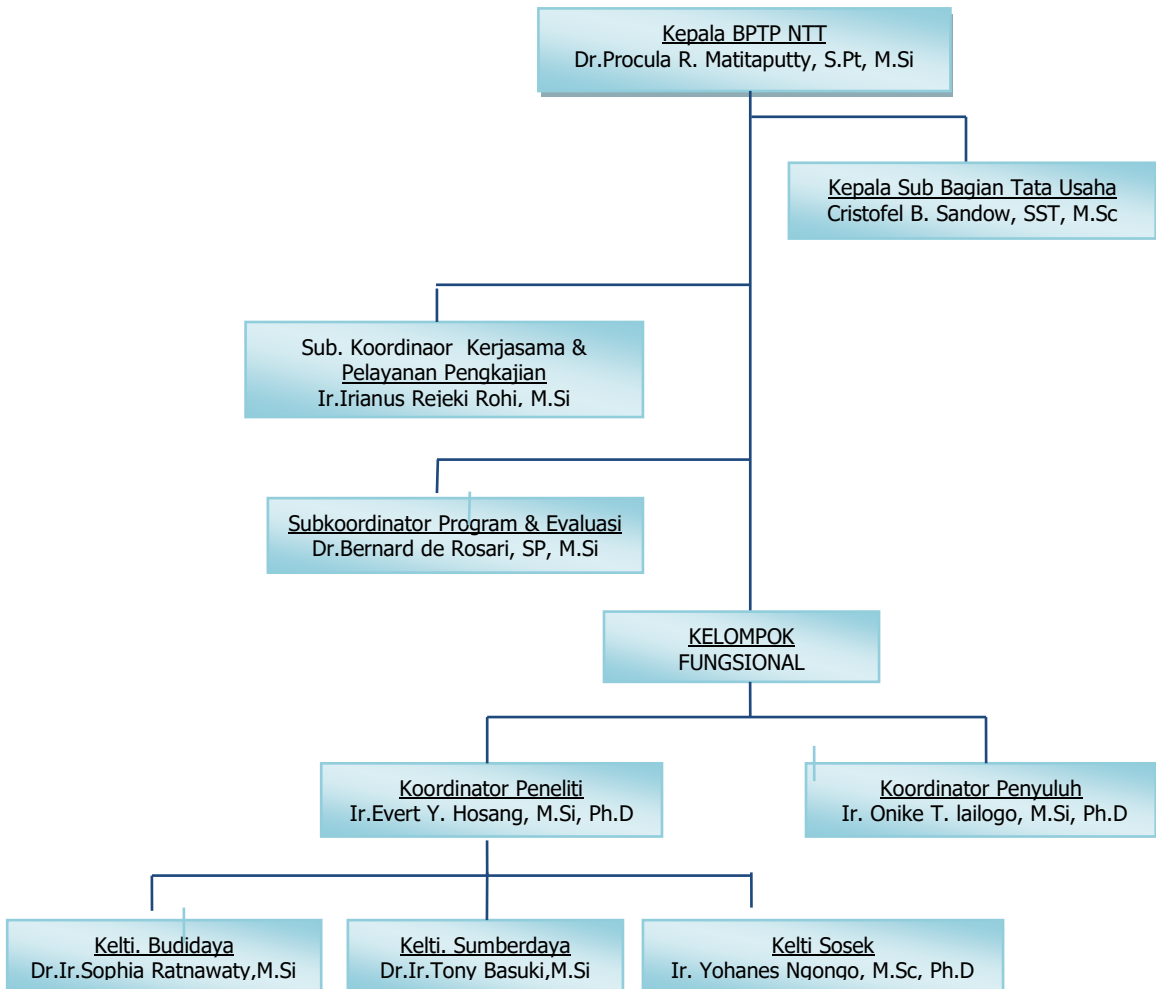 Kepala BPTP NTT
Dr.Procula R. Matitaputty, S.Pt, M.Si
Kepala Sub Bagian Tata Usaha
Cristofel B. Sandow, SST, M.Sc
Sub. Koordinaor Kerjasama &
Pelayanan Pengkajian
Ir.Irianus Rejeki Rohi, M.Si
Subkoordinator Program & Evaluasi
Dr.Bernard de Rosari, SP, M.Si
KELOMPOK
FUNGSIONAL
Koordinator Peneliti
Ir.Evert Y. Hosang, M.Si, Ph.D
Koordinator Penyuluh
Ir. Onike T. lailogo, M.Si, Ph.D
Kelti. Budidaya
Dr.Ir.Sophia Ratnawaty,M.Si
Kelti. Sumberdaya
Dr.Ir.Tony Basuki,M.Si
Kelti Sosek
Ir. Yohanes Ngongo, M.Sc, Ph.D